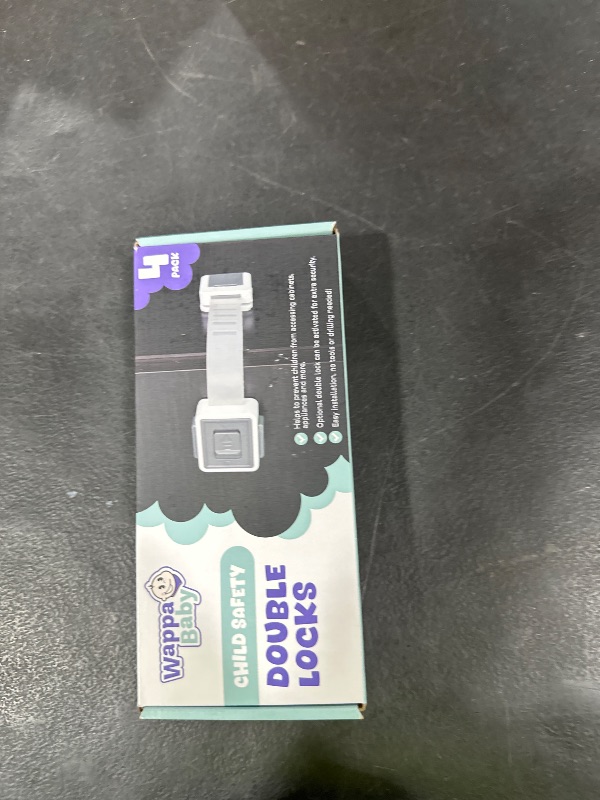 Wappa
Baby
CHILD SAFETY
DOUBLE
LOCKS
4
PACK
Helps to prevent children from accessing cabinets,
appliances and more.
Optional double lock can be activated for extra security.
Easy installation, no tools or drilling needed!